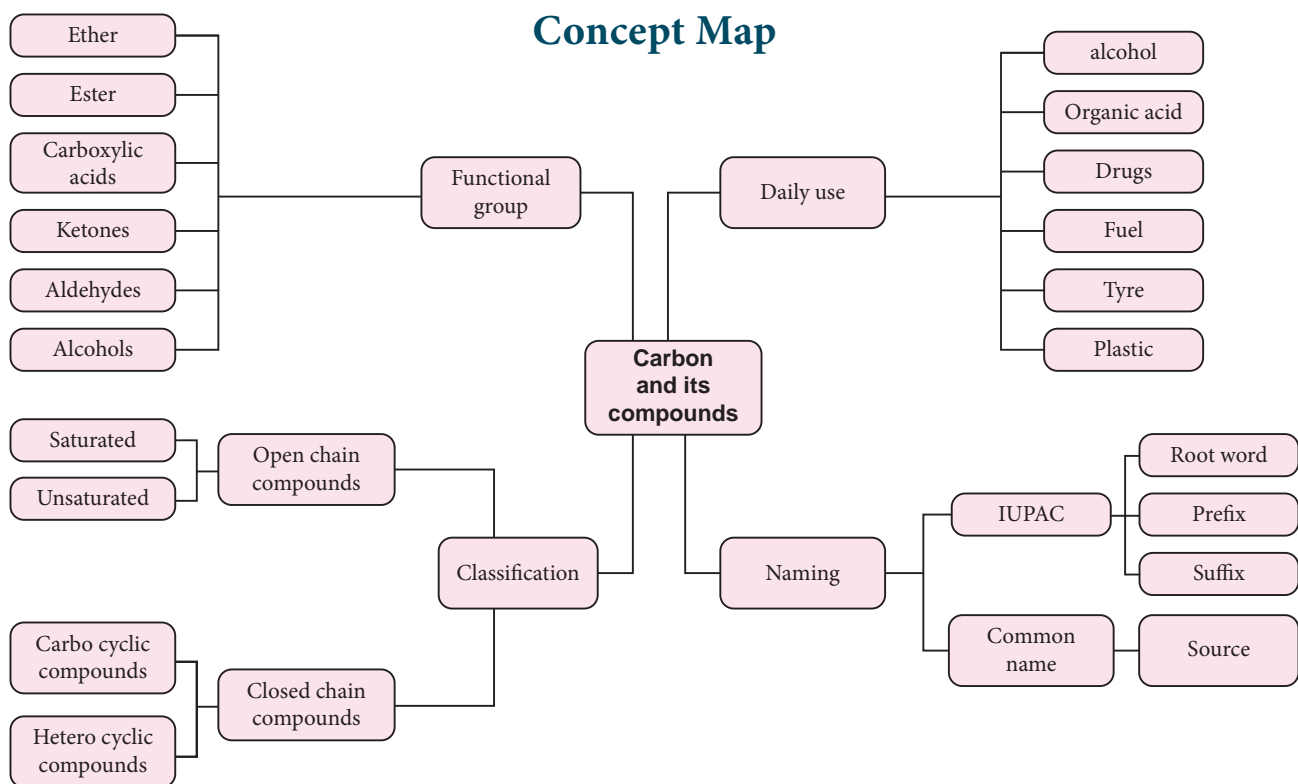 Concept Map
Ether
Ester
Carboxylic
acids
Ketones
Aldehydes
Alcohols
Functional
group
Daily use
alcohol
Organic acid
Drugs
Fuel
Tyre
Plastic
Carbon
and its
compounds
Saturated
Unsaturated
Open chain
compounds
Classification
Carbo cyclic
compounds
Hetero cyclic
compounds
Closed chain
compounds
Naming
IUPAC
Root word
Prefix
Suffix
Common
name
Source